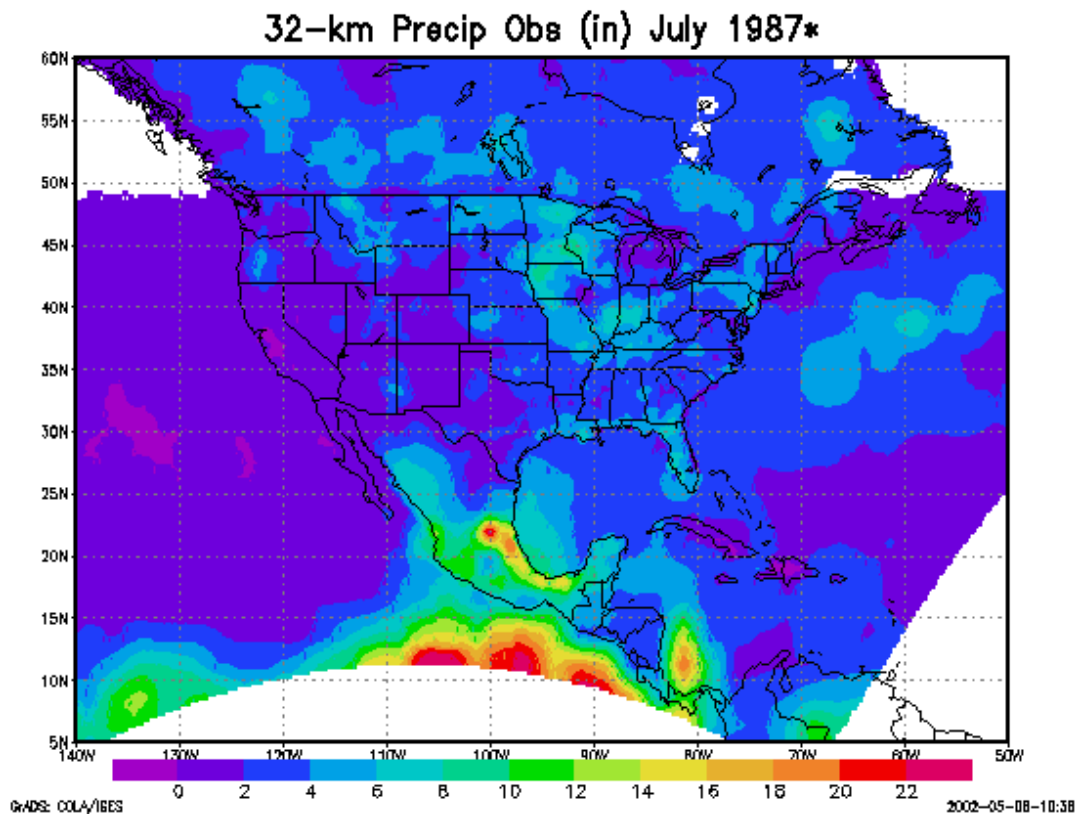 32-km Precip Obs (in) July 1987*
60N
55N
50N
45N
40N
35N
30N
25N
20N
15N
10N
5N
140W 130W 120W 110W 100W 90W 80W 70W 60W 50W
0 2 4 6 8 10 12 14 16 18 20 22
GrADS: COLA/IGES 2002-05-08-10:38